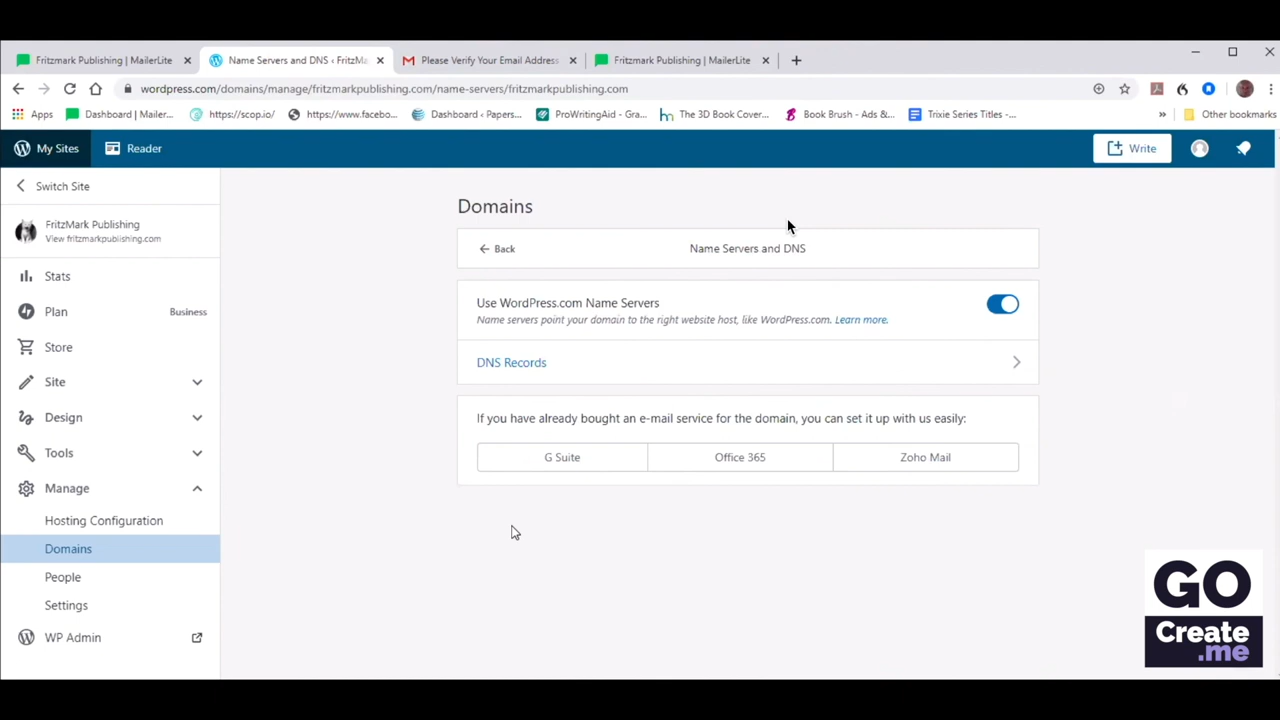 Fritzmark Publishing | MailerLite
Name Servers and DNS ‹ FritzMa
Please Verify Your Email Address
Fritzmark Publishing | MailerLite
wordpress.com/domains/manage/fritzmarkpublishing.com/name-servers/fritzmarkpublishing.com
Apps
Dashboard | Mailer...
https://scop.io/
https://www.facebo...
Dashboard ‹ Papers...
ProWritingAid - Gra...
The 3D Book Cover...
Book Brush - Ads &...
Trixie Series Titles -...
Other bookmarks
My Sites
Reader
Write
Switch Site
FritzMark Publishing
View fritzmarkpublishing.com
Stats
Plan
Business
Store
Site
Design
Tools
Manage
Hosting Configuration
Domains
People
Settings
WP Admin
Domains
Back
Name Servers and DNS
Use WordPress.com Name Servers
Name servers point your domain to the right website host, like WordPress.com. Learn more.
DNS Records
If you have already bought an e-mail service for the domain, you can set it up with us easily:
G Suite
Office 365
Zoho Mail
GO
Create
.me